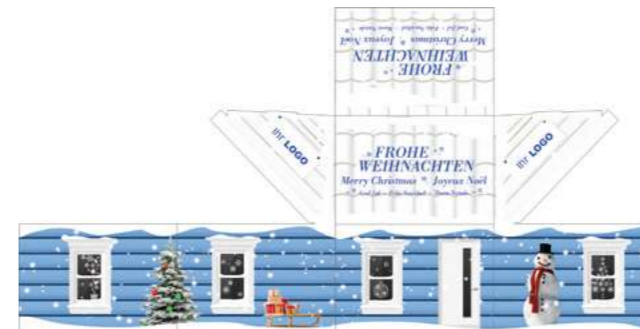 Merry Christmas * Joyeux Noël
WEIHNACHTEN
FROHE
Ihr LOGO
FROHE
WEIHNACHTEN
Merry Christmas * Joyeux Noël
Ihr LOGO